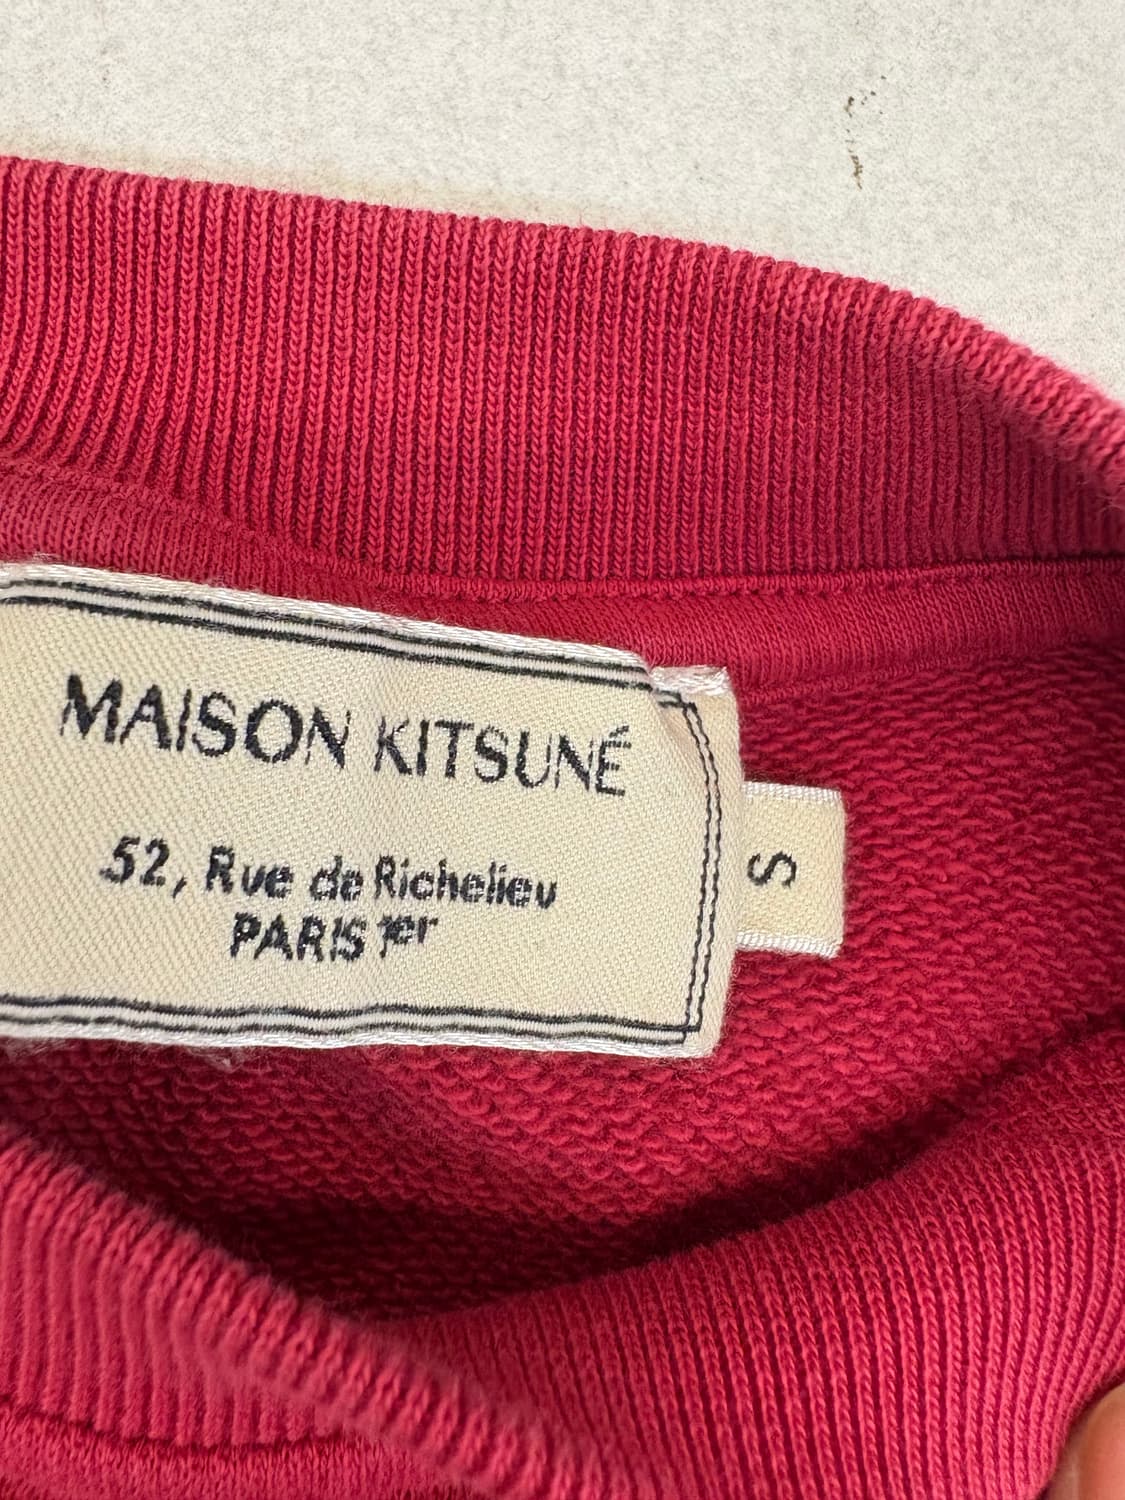 MAISON KITSUNÉ
52, Rue de Richelieu
PARIS 1er
S